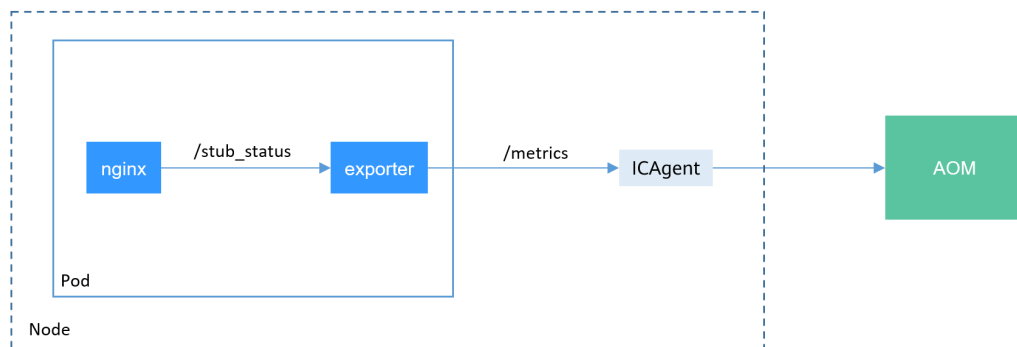 /stub_status
/metrics
nginx
exporter
ICAgent
AOM
Pod
Node